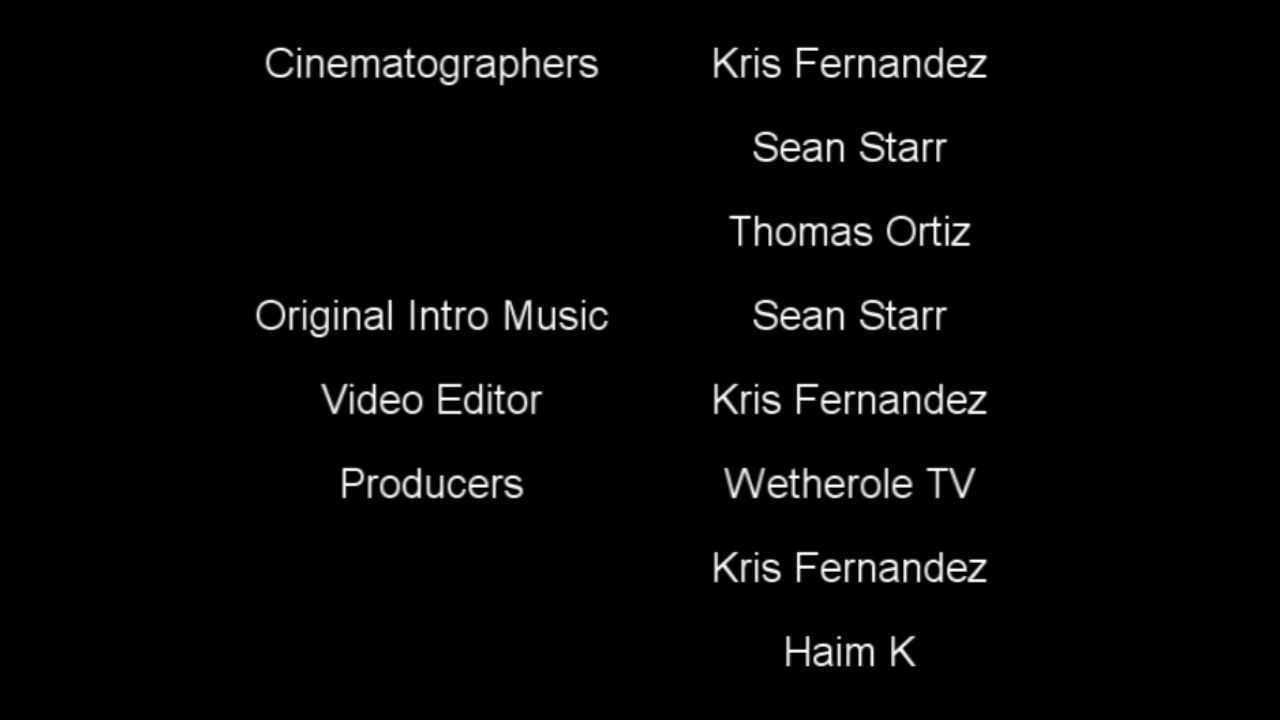 Cinematographers Kris Fernandez
Sean Starr
Thomas Ortiz
Original Intro Music Sean Starr
Video Editor Kris Fernandez
Producers Wetherole TV
Kris Fernandez
Haim K